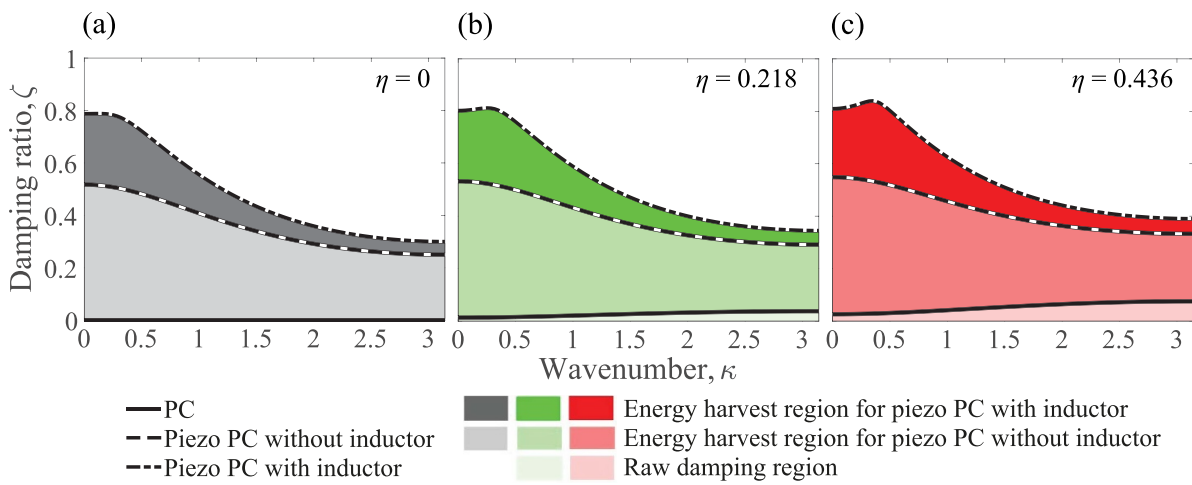 (a)
(b)
(c)
η = 0
η = 0.218
η = 0.436
Damping ratio, ζ
1
0.8
0.6
0.4
0.2
0
0 0.5 1 1.5 2 2.5 3
0 0.5 1 1.5 2 2.5 3
0 0.5 1 1.5 2 2.5 3
Wavenumber, κ
PC
Piezo PC without inductor
Piezo PC with inductor
Energy harvest region for piezo PC with inductor
Energy harvest region for piezo PC without inductor
Raw damping region